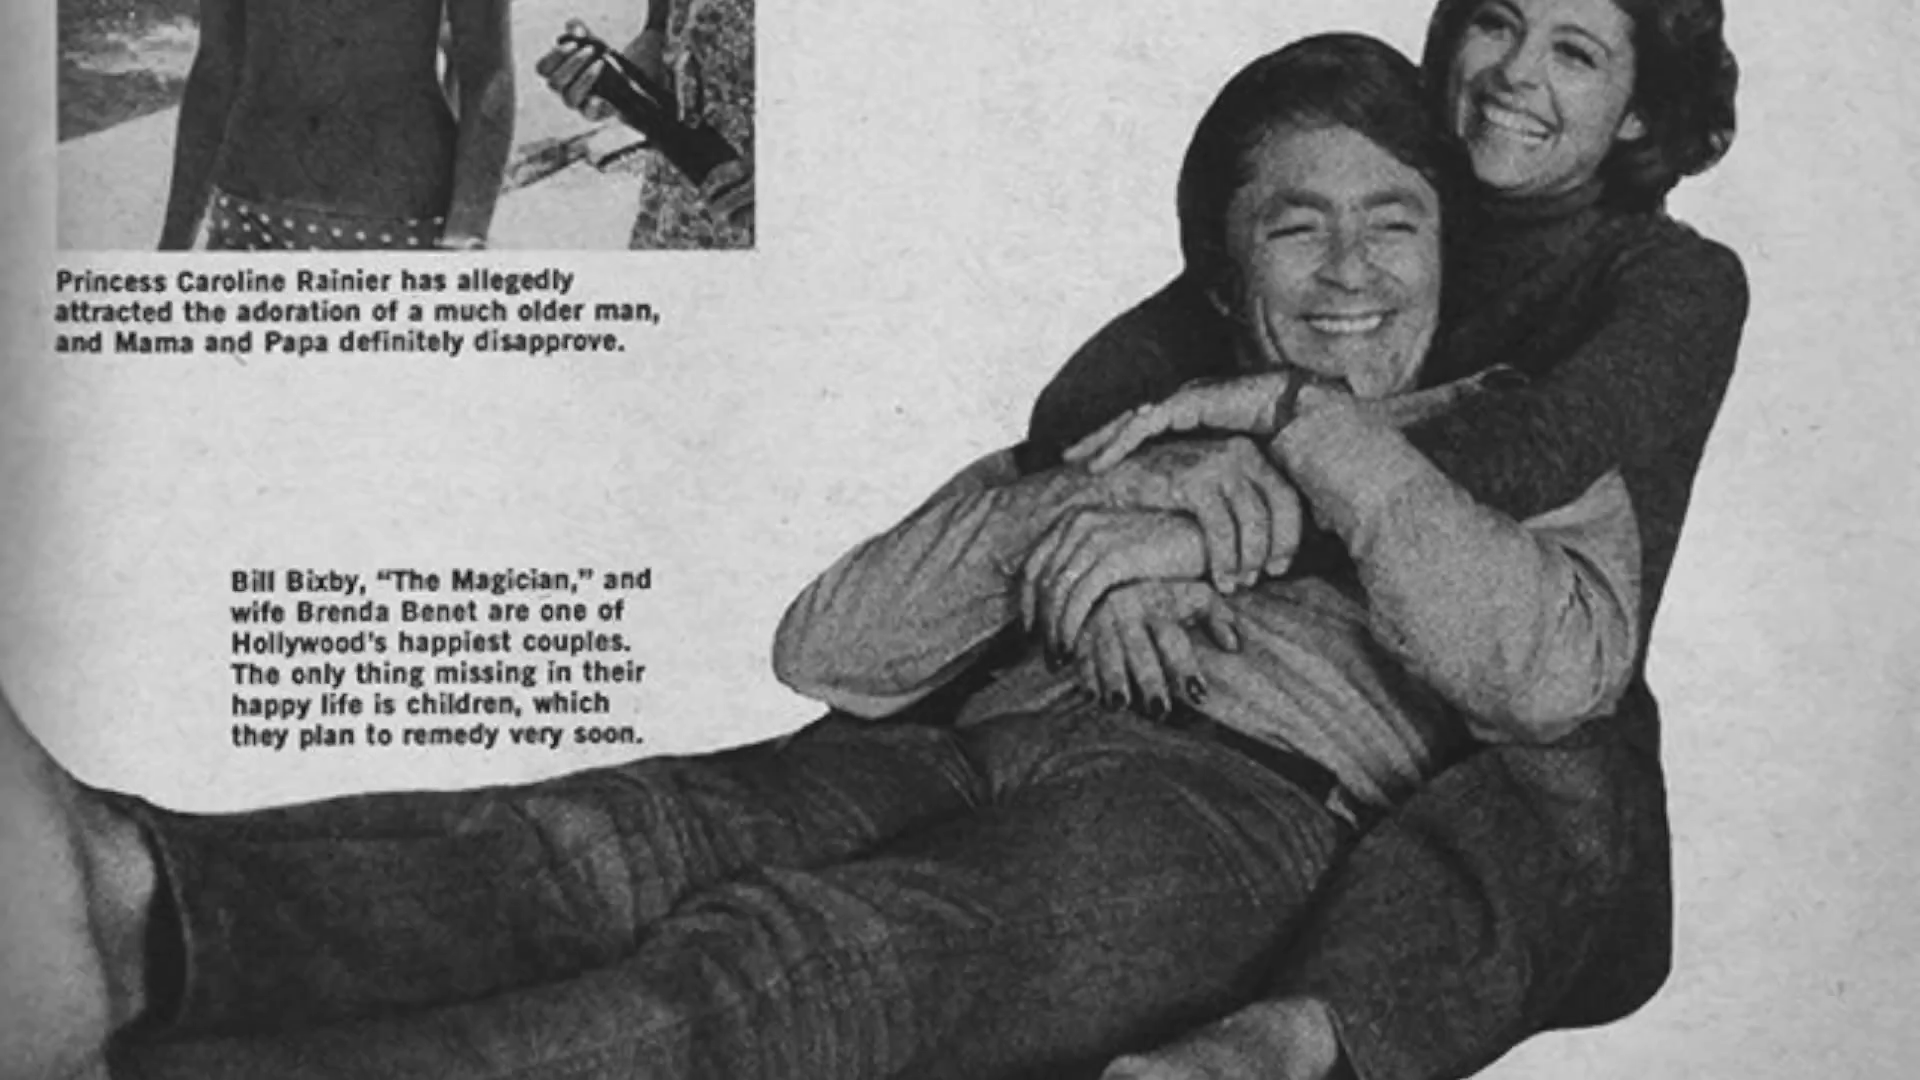 Princess Caroline Rainier has allegedly
attracted the adoration of a much older man,
and Mama and Papa definitely disapprove.
Bill Bixby, “The Magician,” and
wife Brenda Benet are one of
Hollywood's happiest couples.
The only thing missing in their
happy life is children, which
they plan to remedy very soon.